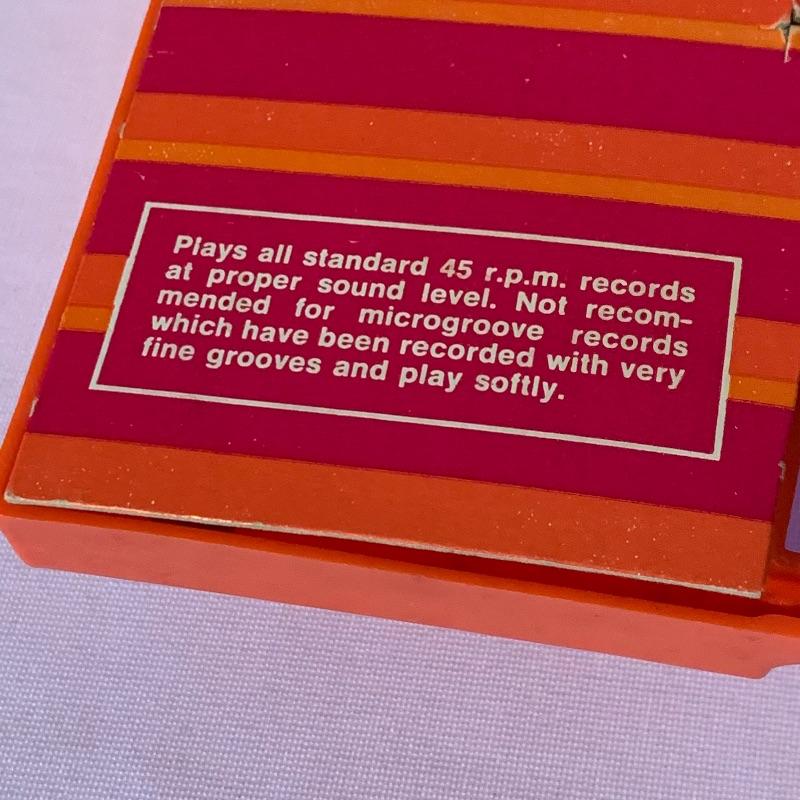 Plays all standard 45 r.p.m. records
at proper sound level. Not recom-
mended for microgroove records
which have been recorded with very
fine grooves and play softly.